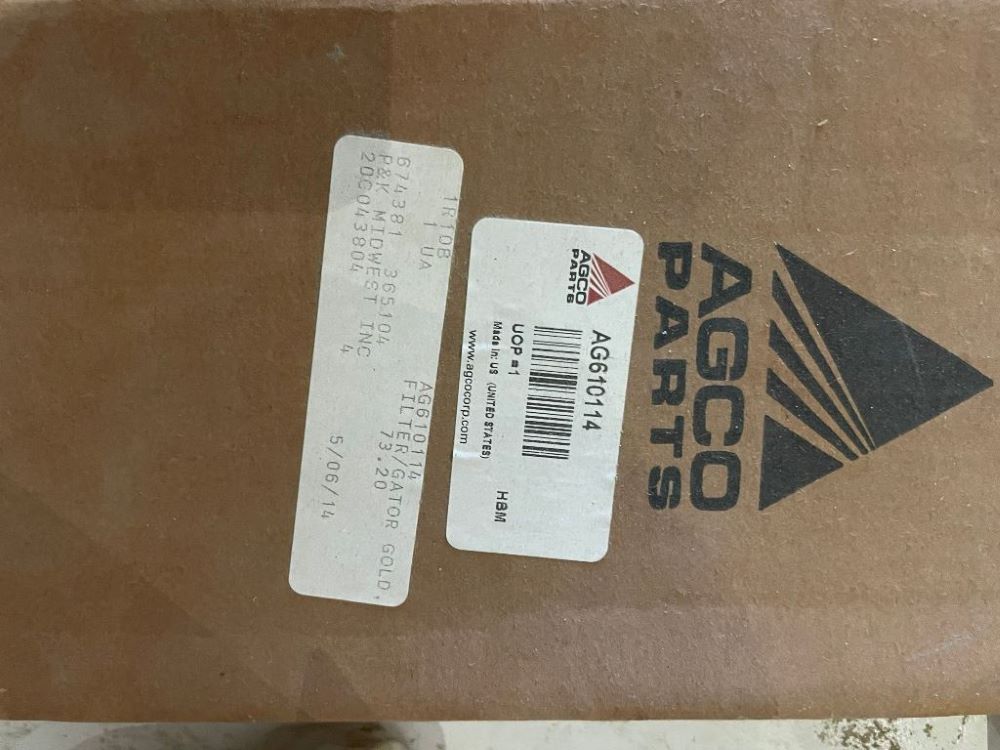 AGCO
PARTS
AGCO
PARTS
AG610114
UOP = 1
Made in: US (UNITED STATES)
HBM
www.agcocorp.com
1R10B
AG610114
1 UA
FILTER/GATOR GOLD,
674381 365104
73.20
P&K MIDWEST INC
20G043804
4
5/06/14